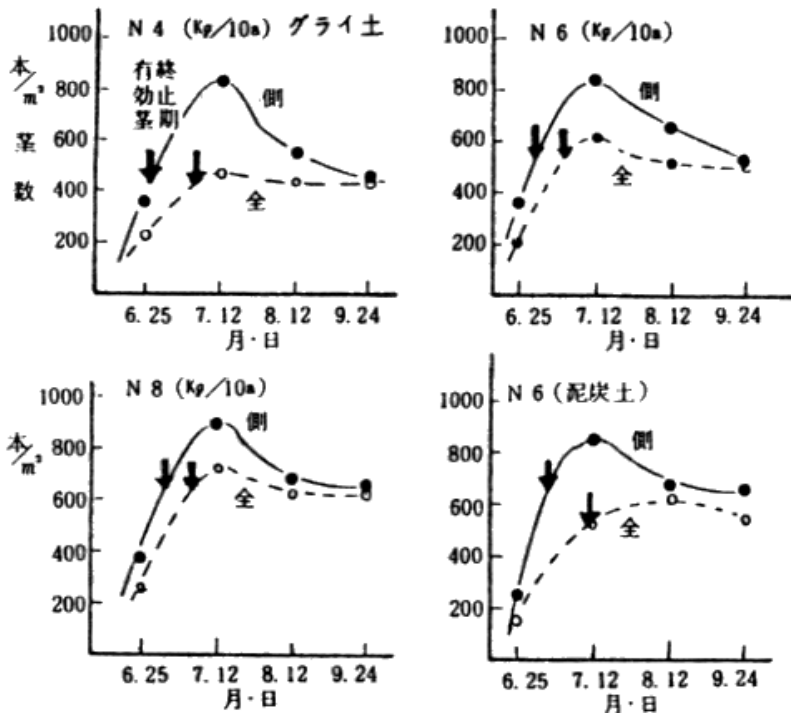 N 4 (Kg/10a) グライ土
本/m²
茎数
1000
800
600
400
200
有効茎
終止期
側
全
6.25 7.12 8.12 9.24
月・日
N 6 (Kg/10a)
1000
800
600
400
200
側
全
6.25 7.12 8.12 9.24
月・日
N 8 (Kg/10a)
本/m²
1000
800
600
400
200
側
全
6.25 7.12 8.12 9.24
月・日
N 6 (泥炭土)
1000
800
600
400
200
側
全
6.25 7.12 8.12 9.24
月・日